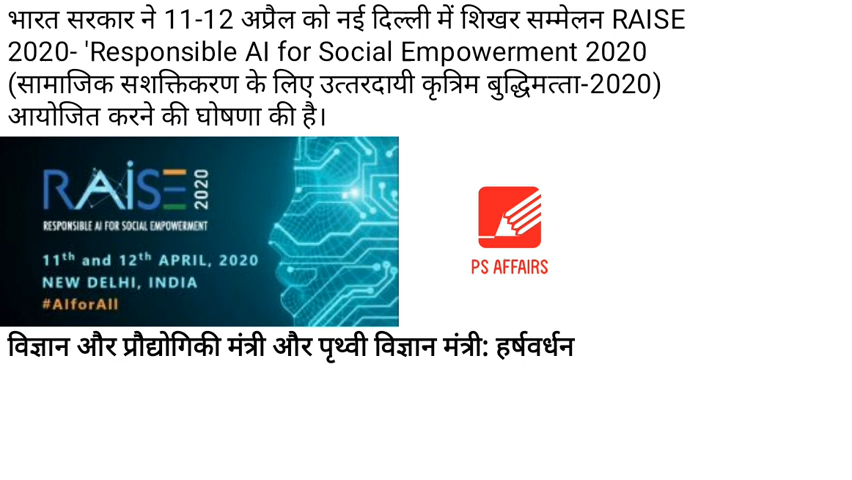 भारत सरकार ने 11-12 अप्रैल को नई दिल्ली में शिखर सम्मेलन RAISE
2020- 'Responsible AI for Social Empowerment 2020
(सामाजिक सशक्तिकरण के लिए उत्तरदायी कृत्रिम बुद्धिमत्ता-2020)
आयोजित करने की घोषणा की है।
RAISE 2020
RESPONSIBLE AI FOR SOCIAL EMPOWERMENT
11th and 12th APRIL, 2020
NEW DELHI, INDIA
#AIforAll
PS AFFAIRS
विज्ञान और प्रौद्योगिकी मंत्री और पृथ्वी विज्ञान मंत्री: हर्षवर्धन